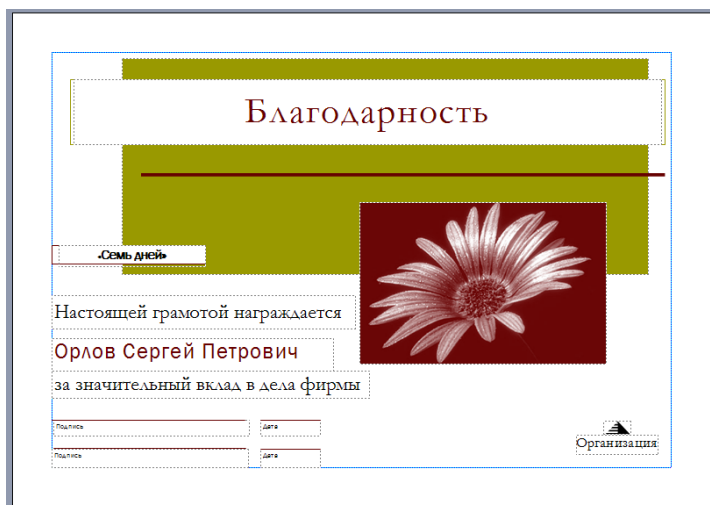 Благодарность
«Семь дней»
Настоящей грамотой награждается
Орлов Сергей Петрович
за значительный вклад в дела фирмы
Подпись Дата
Организация
Подпись Дата